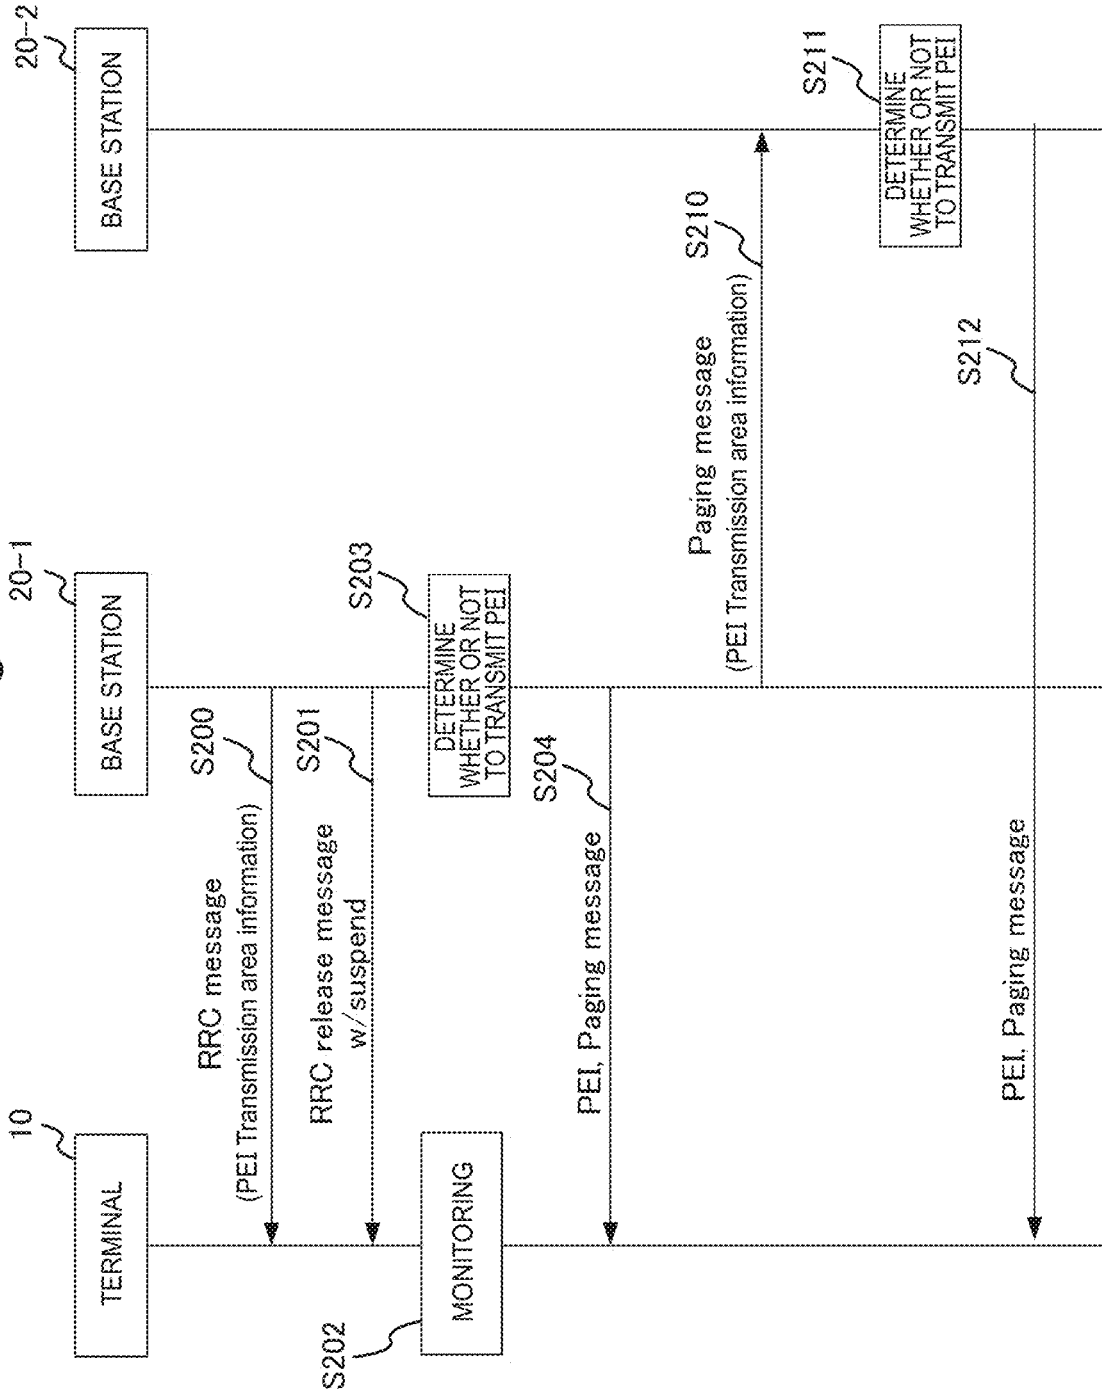 10
TERMINAL
20-1
BASE STATION
20-2
BASE STATION
RRC message
(PEI Transmission area information)
S200
RRC release message
w/suspend
S201
S202
MONITORING
DETERMINE
WHETHER OR NOT
TO TRANSMIT PEI
S203
PEI, Paging message
S204
Paging message
(PEI Transmission area information)
S210
DETERMINE
WHETHER OR NOT
TO TRANSMIT PEI
S211
PEI, Paging message
S212